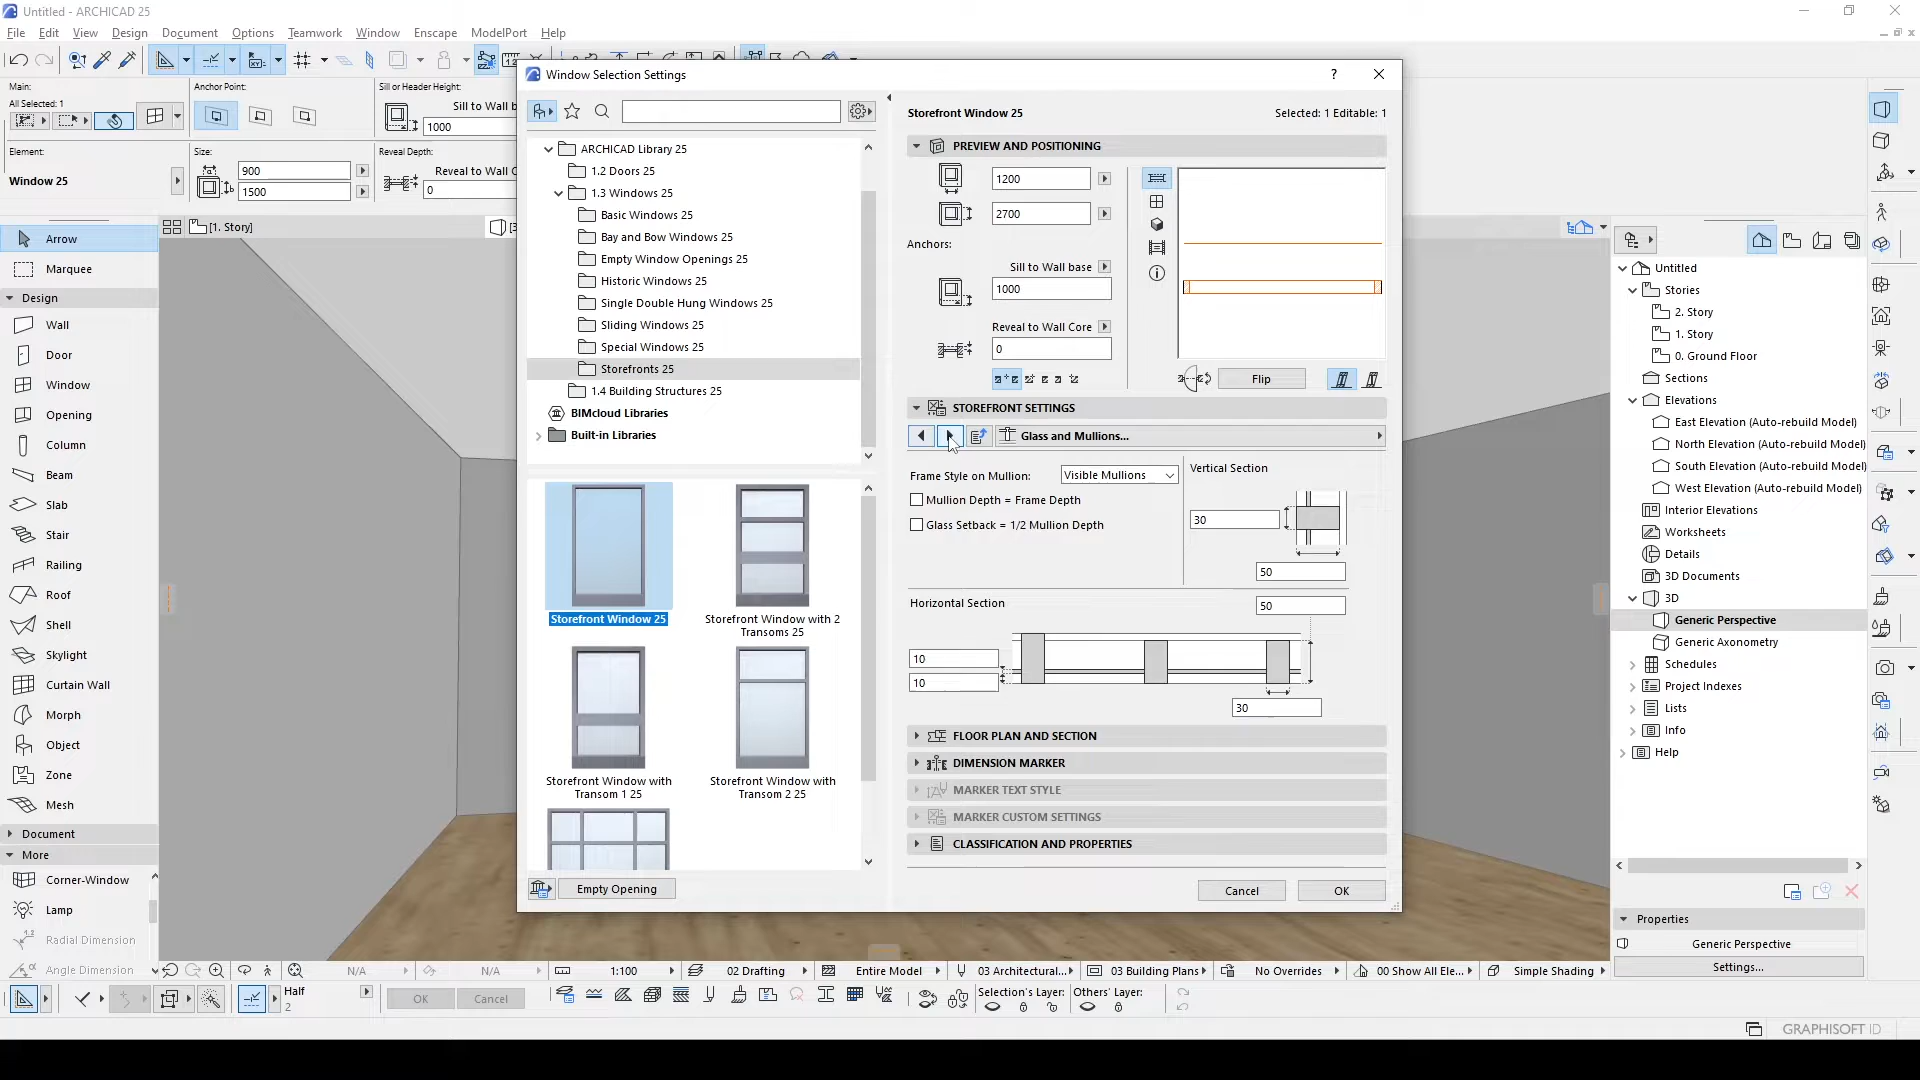 Untitled - ARCHICAD 25
File Edit View Design Document Options Teamwork Window Enscape ModelPort Help
Main:
All Selected: 1
Anchor Point:
Sill or Header Height:
Sill to Wall b
1000
Element:
Window 25
Size:
900
1500
Reveal Depth:
Reveal to Wall C
0
[1. Story]
Arrow
Marquee
Design
Wall
Door
Window
Opening
Column
Beam
Slab
Stair
Railing
Roof
Shell
Skylight
Curtain Wall
Morph
Object
Zone
Mesh
Document
More
Corner-Window
Lamp
Radial Dimension
Angle Dimension
Window Selection Settings
?
ARCHICAD Library 25
1.2 Doors 25
1.3 Windows 25
Basic Windows 25
Bay and Bow Windows 25
Empty Window Openings 25
Historic Windows 25
Single Double Hung Windows 25
Sliding Windows 25
Special Windows 25
Storefronts 25
1.4 Building Structures 25
BIMcloud Libraries
Built-in Libraries
Storefront Window 25
Storefront Window with 2 Transoms 25
Storefront Window with Transom 1 25
Storefront Window with Transom 2 25
Empty Opening
Storefront Window 25
Selected: 1 Editable: 1
PREVIEW AND POSITIONING
1200
2700
Anchors:
Sill to Wall base
1000
Reveal to Wall Core
0
Flip
STOREFRONT SETTINGS
Glass and Mullions...
Frame Style on Mullion:
Visible Mullions
Mullion Depth = Frame Depth
Glass Setback = 1/2 Mullion Depth
Vertical Section
30
50
Horizontal Section
50
10
10
30
FLOOR PLAN AND SECTION
DIMENSION MARKER
MARKER TEXT STYLE
MARKER CUSTOM SETTINGS
CLASSIFICATION AND PROPERTIES
Cancel
OK
Untitled
Stories
2. Story
1. Story
0. Ground Floor
Sections
Elevations
East Elevation (Auto-rebuild Model)
North Elevation (Auto-rebuild Model)
South Elevation (Auto-rebuild Model)
West Elevation (Auto-rebuild Model)
Interior Elevations
Worksheets
Details
3D Documents
3D
Generic Perspective
Generic Axonometry
Schedules
Project Indexes
Lists
Info
Help
Properties
Generic Perspective
Settings...
N/A
N/A
1:100
02 Drafting
Entire Model
03 Architectural...
03 Building Plans
No Overrides
00 Show All Ele...
Simple Shading
Half
2
OK
Cancel
Selection's Layer:
Others' Layer:
GRAPHISOFT ID